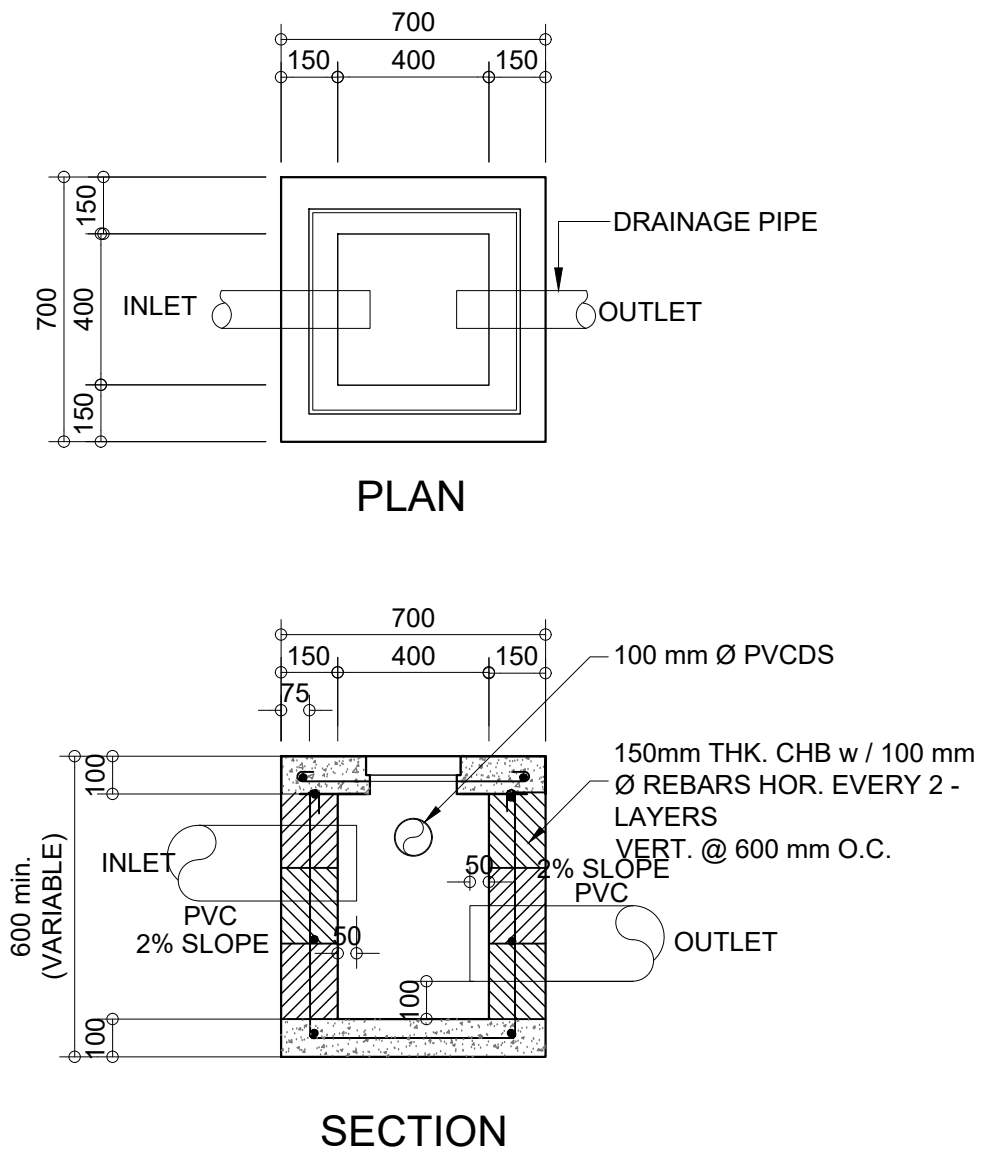 700
150 400 150
150
700
400
150
DRAINAGE PIPE
INLET
OUTLET
PLAN
700
150 400 150
75
100 mm Ø PVCDS
100
150mm THK. CHB w / 100 mm
Ø REBARS HOR. EVERY 2 -
LAYERS
VERT. @ 600 mm O.C.
INLET
50
2% SLOPE
PVC
600 min.
(VARIABLE)
PVC
2% SLOPE
50
OUTLET
100
100
SECTION